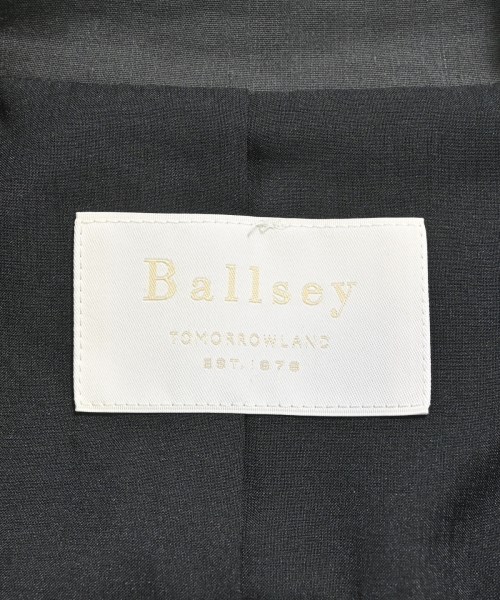 Ballsey
TOMORROWLAND
EST. 1978